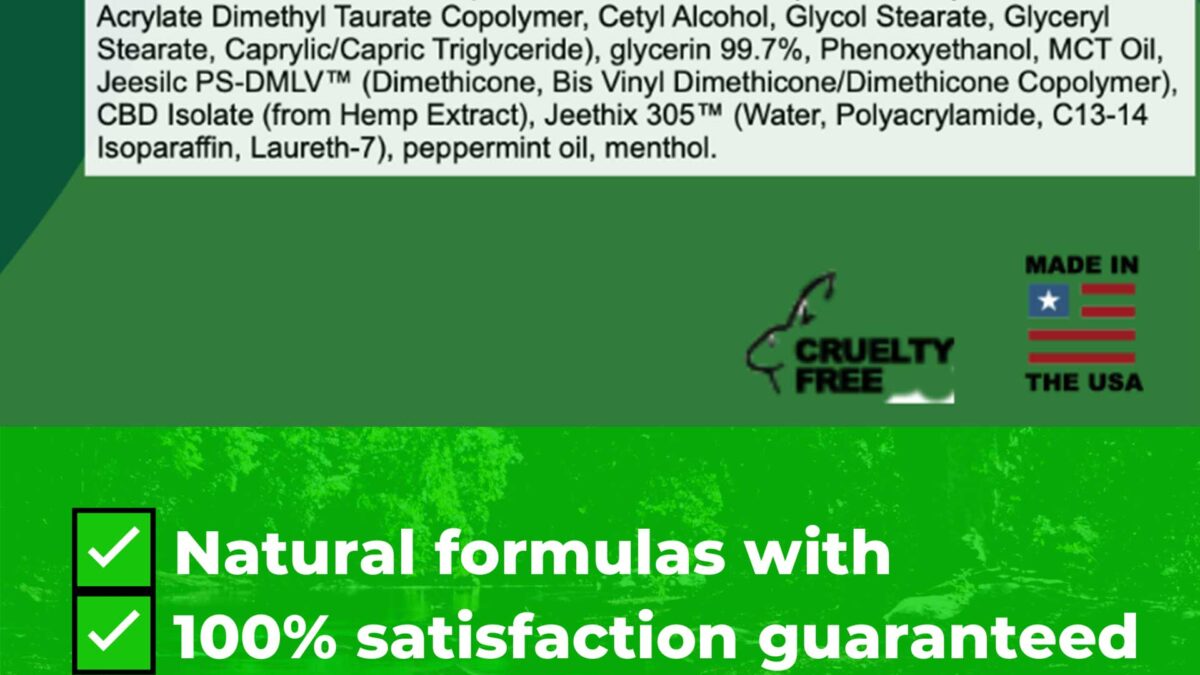 Acrylate Dimethyl Taurate Copolymer, Cetyl Alcohol, Glycol Stearate, Glyceryl
Stearate, Caprylic/Capric Triglyceride), glycerin 99.7%, Phenoxyethanol, MCT Oil,
Jeesilc PS-DMLV™ (Dimethicone, Bis Vinyl Dimethicone/Dimethicone Copolymer),
CBD Isolate (from Hemp Extract), Jeethix 305™ (Water, Polyacrylamide, C13-14
Isoparaffin, Laureth-7), peppermint oil, menthol.
CRUELTY
FREE
MADE IN
THE USA
Natural formulas with
100% satisfaction guaranteed